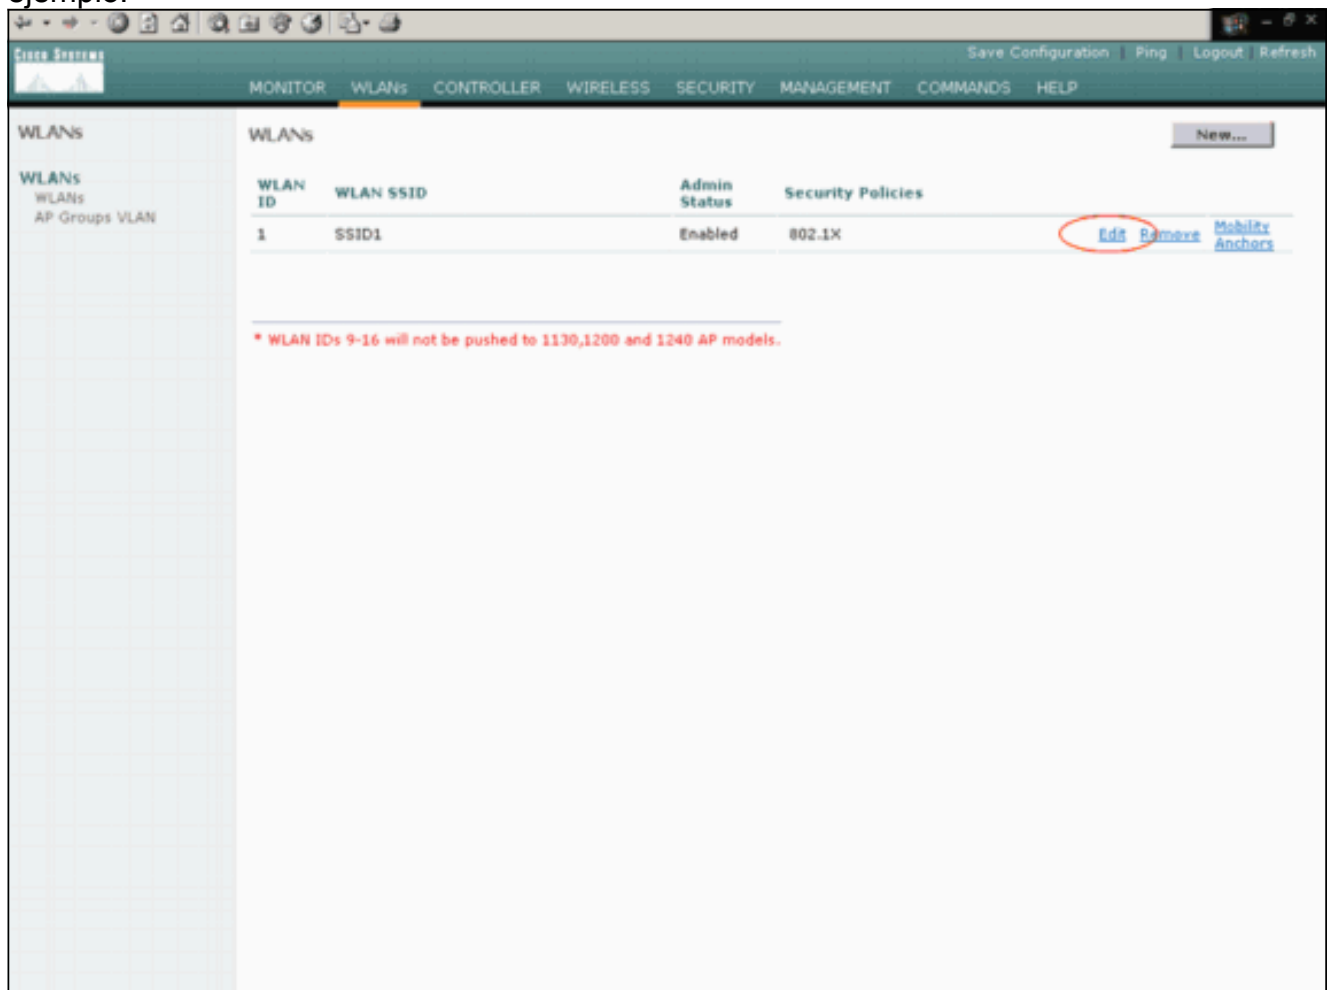 ejemplo:
CISCO SYSTEMS
Save Configuration | Ping | Logout | Refresh
MONITOR WLANs CONTROLLER WIRELESS SECURITY MANAGEMENT COMMANDS HELP
WLANs
WLANs
WLANs
AP Groups VLAN
WLANs
New...
WLAN ID WLAN SSID Admin Status Security Policies
1 SSID1 Enabled 802.1X Edit Remove Mobility Anchors
* WLAN IDs 9-16 will not be pushed to 1130,1200 and 1240 AP models.